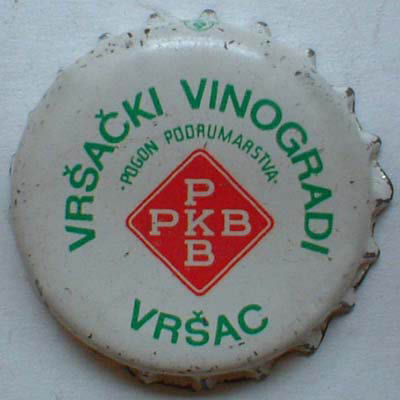 VRŠAČKI VINOGRADI
·POGON PODRUMARSTVA·
P
PKB
B
VRŠAC